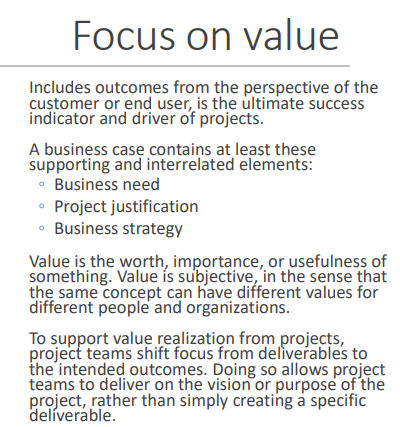 Focus on value
Includes outcomes from the perspective of the
customer or end user, is the ultimate success
indicator and driver of projects.
A business case contains at least these
supporting and interrelated elements:
◦ Business need
◦ Project justification
◦ Business strategy
Value is the worth, importance, or usefulness of
something. Value is subjective, in the sense that
the same concept can have different values for
different people and organizations.
To support value realization from projects,
project teams shift focus from deliverables to
the intended outcomes. Doing so allows project
teams to deliver on the vision or purpose of the
project, rather than simply creating a specific
deliverable.